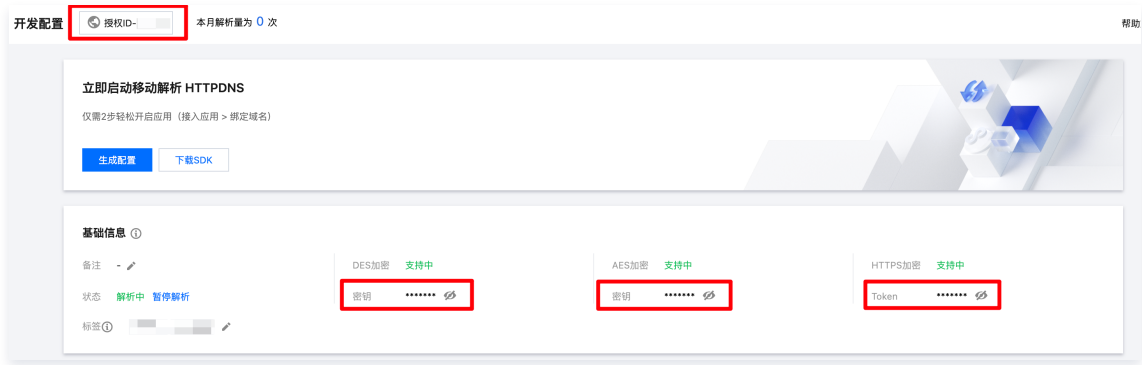 开发配置 授权ID- 本月解析量为 0 次 帮助
立即启动移动解析 HTTPDNS
仅需2步轻松开启应用（接入应用 > 绑定域名）
生成配置 下载SDK
基础信息
备注 - DES加密 支持中 AES加密 支持中 HTTPS加密 支持中
状态 解析中 暂停解析 密钥 ******* 密钥 ******* Token *******
标签